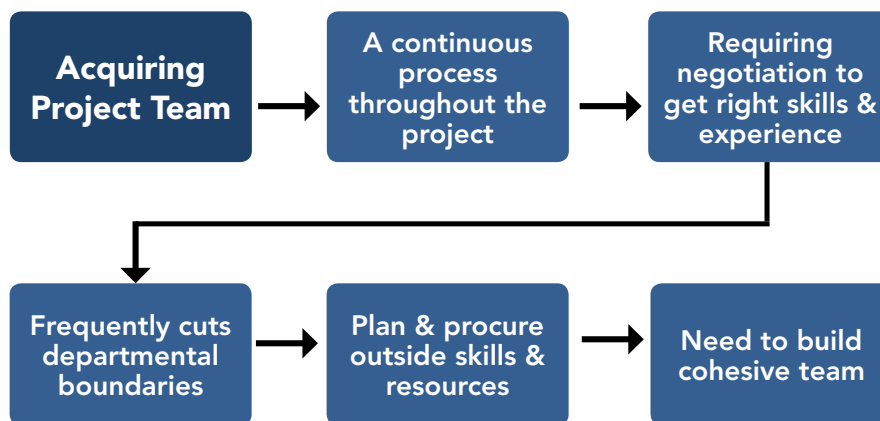 Acquiring
Project Team
A continuous
process
throughout the
project
Requiring
negotiation to
get right skills &
experience
Frequently cuts
departmental
boundaries
Plan & procure
outside skills &
resources
Need to build
cohesive team